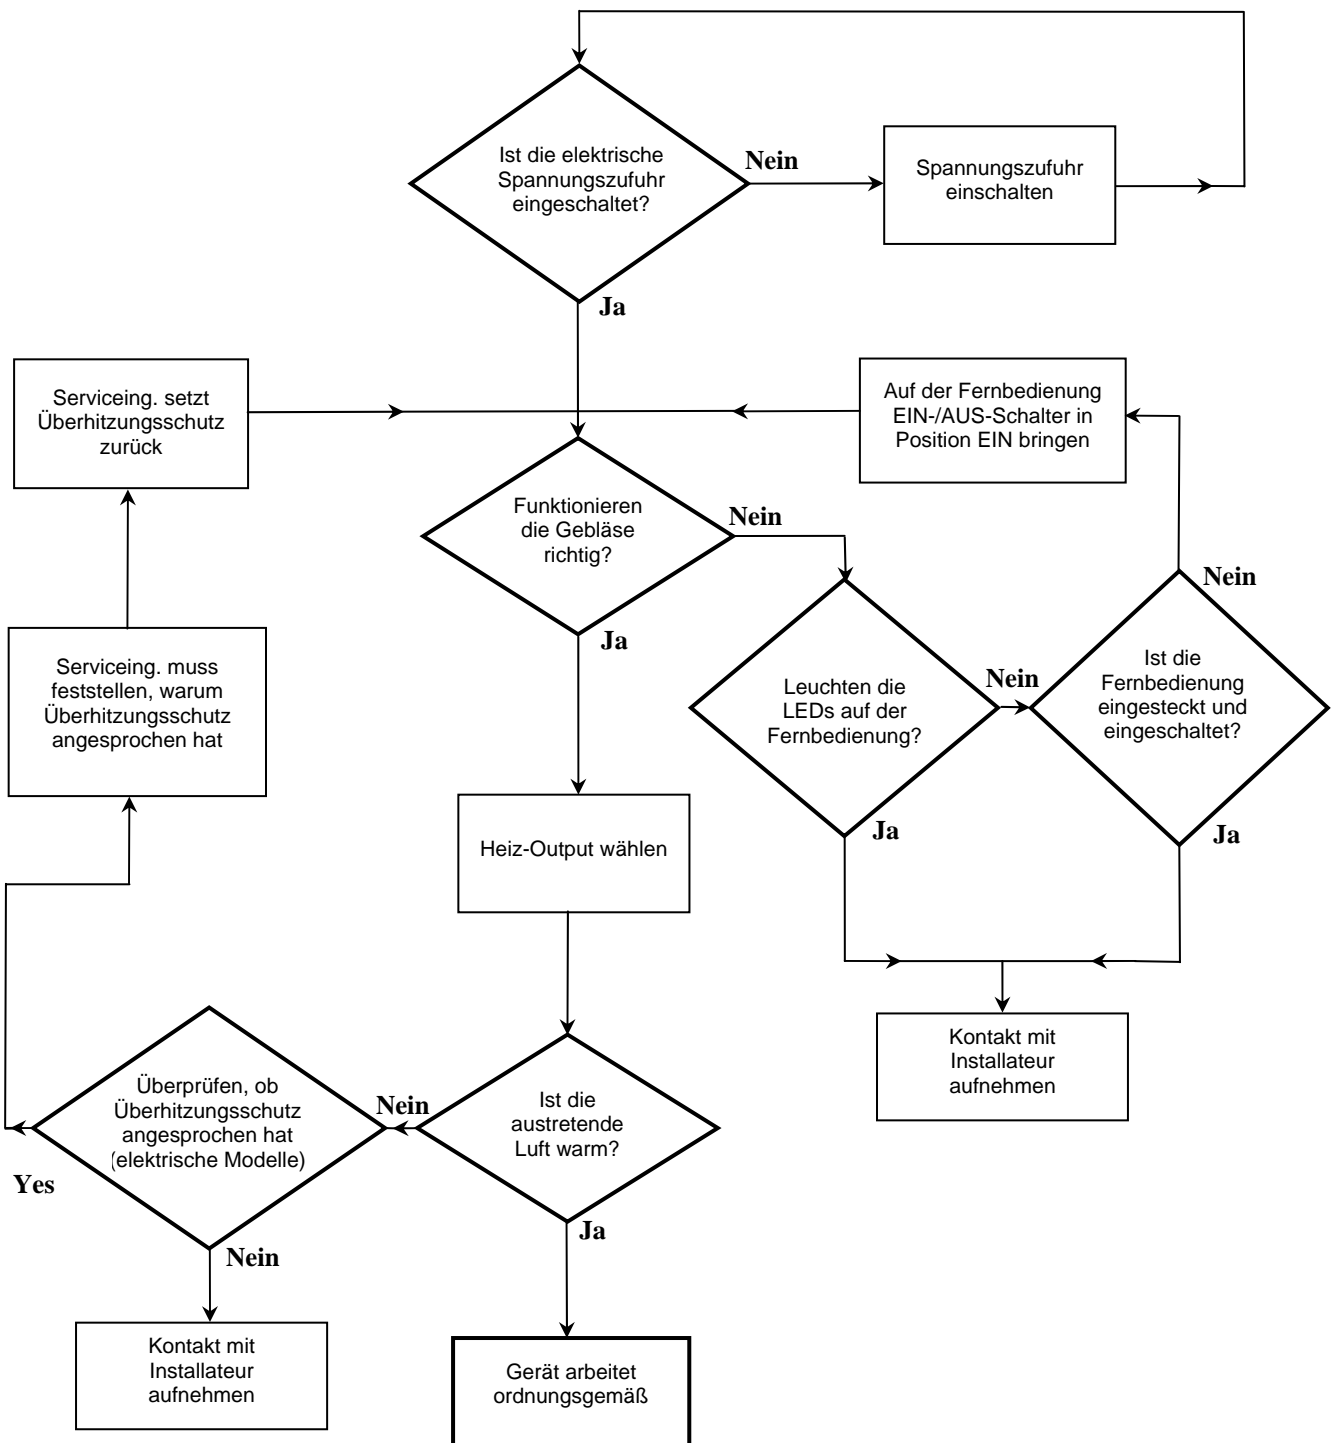 Ist die elektrische
Spannungszufuhr
eingeschaltet?
Nein
Spannungszufuhr
einschalten
Ja
Serviceing. setzt
Überhitzungsschutz
zurück
Auf der Fernbedienung
EIN-/AUS-Schalter in
Position EIN bringen
Funktionieren
die Gebläse
richtig?
Nein
Ja
Serviceing. muss
feststellen, warum
Überhitzungsschutz
angesprochen hat
Leuchten die
LEDs auf der
Fernbedienung?
Nein
Ja
Ist die
Fernbedienung
eingesteckt und
eingeschaltet?
Nein
Ja
Heiz-Output wählen
Kontakt mit
Installateur
aufnehmen
Überprüfen, ob
Überhitzungsschutz
angesprochen hat
(elektrische Modelle)
Nein
Ist die
austretende
Luft warm?
Yes
Nein
Ja
Kontakt mit
Installateur
aufnehmen
Gerät arbeitet
ordnungsgemäß